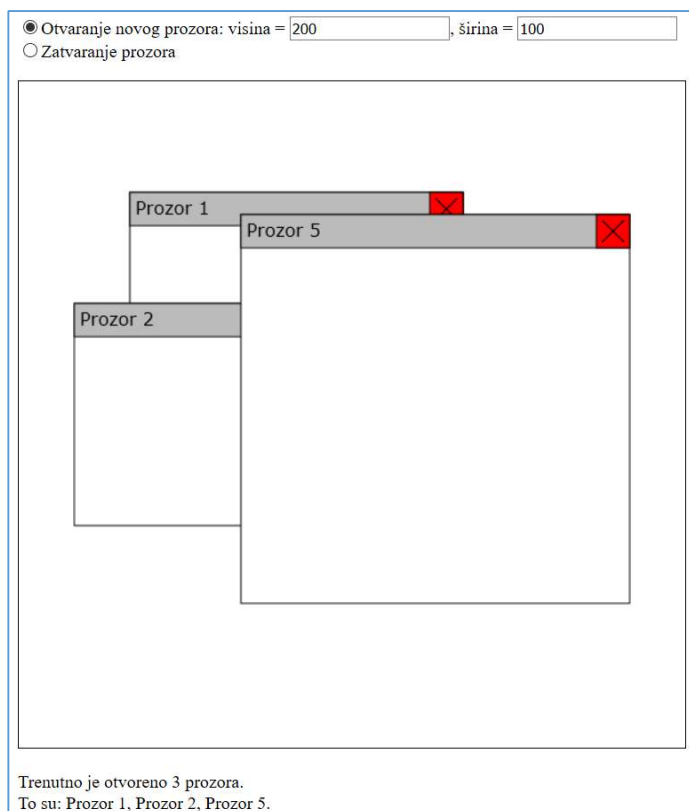 Otvaranje novog prozora: visina = 200, širina = 100
Zatvaranje prozora
Prozor 1
Prozor 5
Prozor 2
Trenutno je otvoreno 3 prozora.
To su: Prozor 1, Prozor 2, Prozor 5.